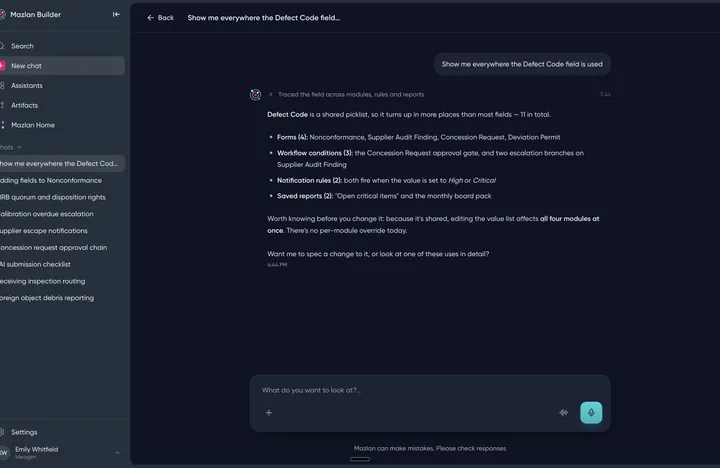 Mazlan Builder
Search
New chat
Assistants
Artifacts
Mazlan Home
Chats
how me everywhere the Defect Cod...
dding fields to Nonconformance
RB quorum and disposition rights
alibration overdue escalation
upplier escape notifications
oncession request approval chain
AI submission checklist
eceiving inspection routing
oreign object debris reporting
Settings
EW
Emily Whitfield
Ideagen
Back
Show me everywhere the Defect Code field...
Show me everywhere the Defect Code field is used
Traced the field across modules, rules and reports
3.4s
Defect Code is a shared picklist, so it turns up in more places than most fields — 11 in total.
• Forms (4): Nonconformance, Supplier Audit Finding, Concession Request, Deviation Permit
• Workflow conditions (3): the Concession Request approval gate, and two escalation branches on
Supplier Audit Finding
• Notification rules (2): both fire when the value is set to High or Critical
• Saved reports (2): "Open critical items" and the monthly board pack
Worth knowing before you change it: because it's shared, editing the value list affects all four modules at
once. There's no per-module override today.
Want me to spec a change to it, or look at one of these uses in detail?
4:44 PM
What do you want to look at?...
Mazlan can make mistakes. Please check responses